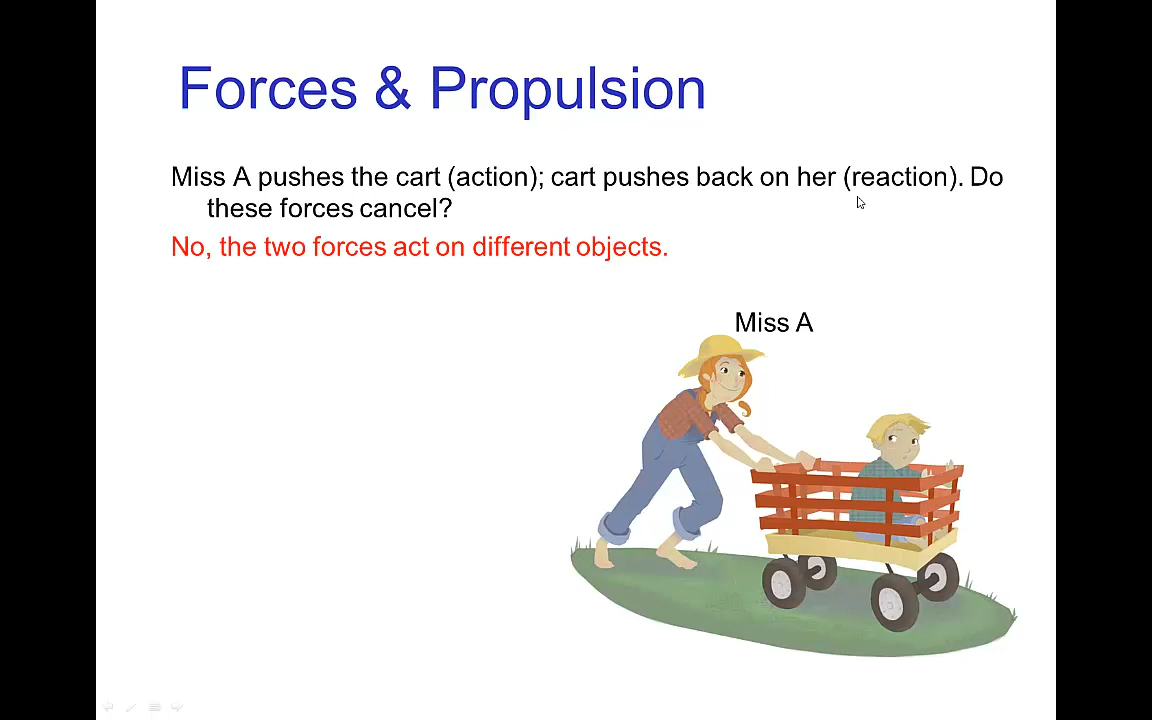 Forces & Propulsion
Miss A pushes the cart (action); cart pushes back on her (reaction). Do
these forces cancel?
No, the two forces act on different objects.
Miss A